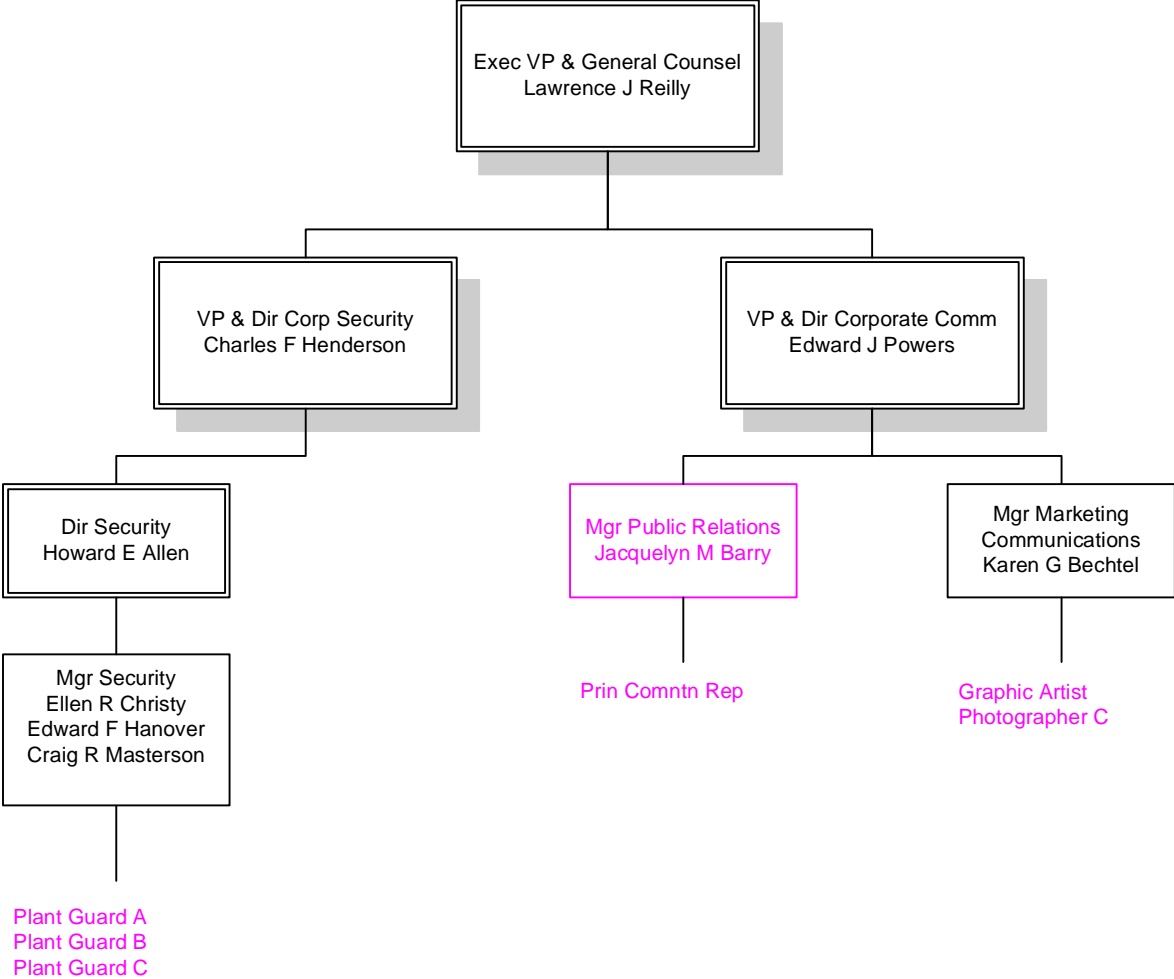 Exec VP & General Counsel
Lawrence J Reilly
VP & Dir Corp Security
Charles F Henderson
VP & Dir Corporate Comm
Edward J Powers
Dir Security
Howard E Allen
Mgr Public Relations
Jacquelyn M Barry
Mgr Marketing
Communications
Karen G Bechtel
Mgr Security
Ellen R Christy
Edward F Hanover
Craig R Masterson
Prin Comntn Rep
Graphic Artist
Photographer C
Plant Guard A
Plant Guard B
Plant Guard C